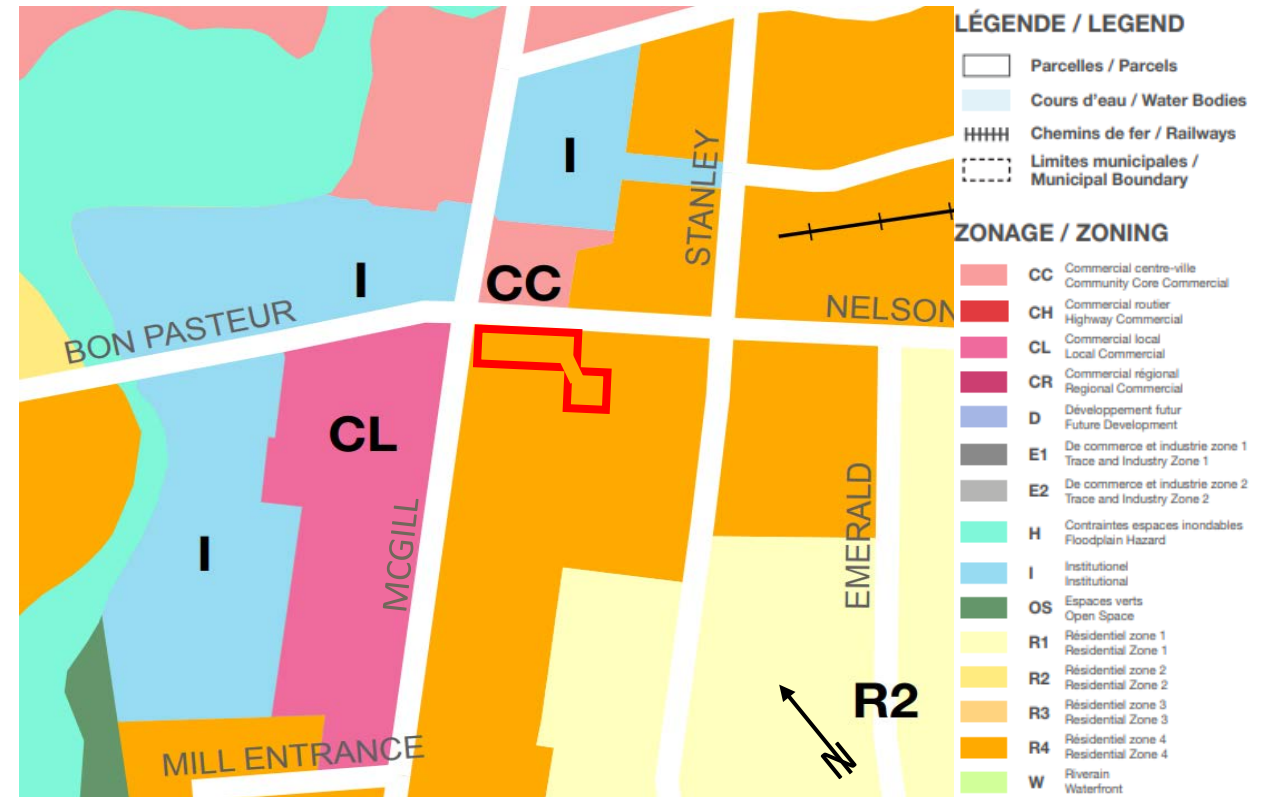 I
STANLEY
CC
I
BON PASTEUR
NELSON
CL
MCGILL
EMERALD
I
R2
MILL ENTRANCE
N
LÉGENDE / LEGEND
Parcelles / Parcels
Cours d'eau / Water Bodies
Chemins de fer / Railways
Limites municipales /
Municipal Boundary
ZONAGE / ZONING
CC Commercial centre-ville
Community Core Commercial
CH Commercial routier
Highway Commercial
CL Commercial local
Local Commercial
CR Commercial régional
Regional Commercial
D Développement futur
Future Development
E1 De commerce et industrie zone 1
Trace and Industry Zone 1
E2 De commerce et industrie zone 2
Trace and Industry Zone 2
H Contraintes espaces inondables
Floodplain Hazard
I Institutionel
Institutional
OS Espaces verts
Open Space
R1 Résidentiel zone 1
Residential Zone 1
R2 Résidentiel zone 2
Residential Zone 2
R3 Résidentiel zone 3
Residential Zone 3
R4 Résidentiel zone 4
Residential Zone 4
W Riverain
Waterfront